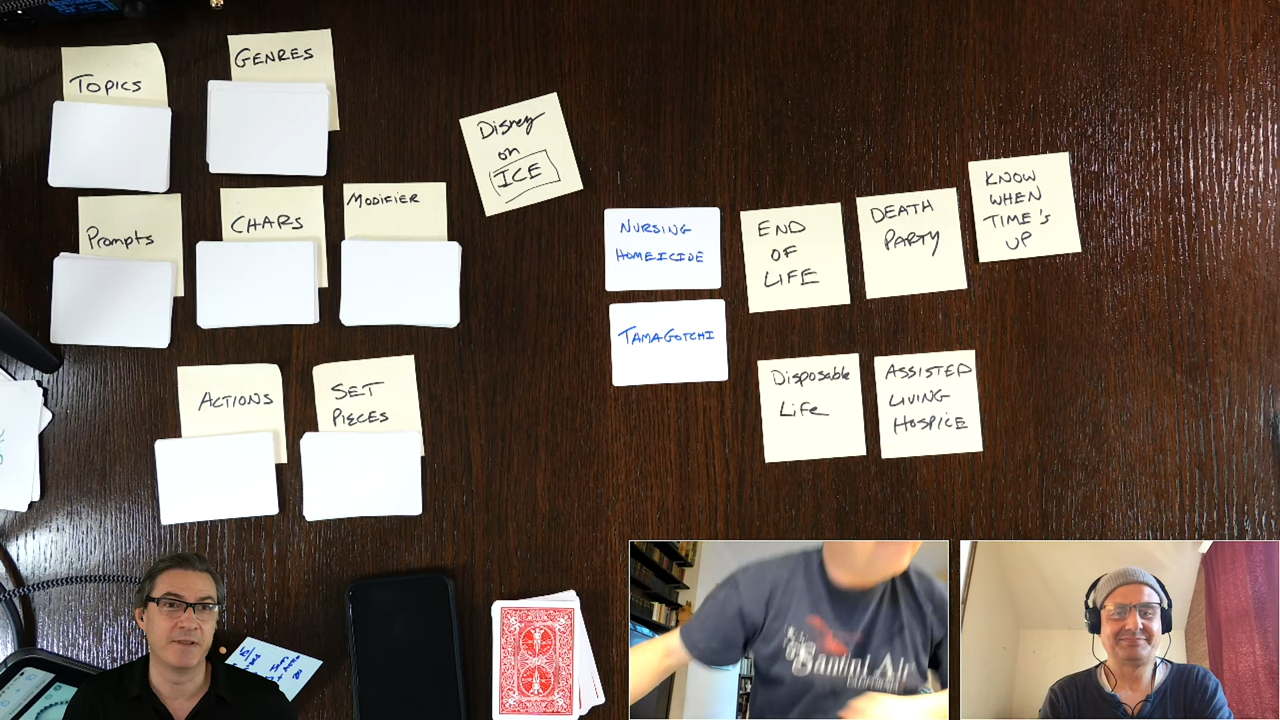 TOPICS
GENRES
Prompts
CHARS
MODIFIER
ACTIONS
SET
PIECES
Disney
on
ICE
NURSING
HOMEICIDE
TAMAGOTCHI
END
OF
LIFE
DEATH
PARTY
KNOW
WHEN
TIME'S
UP
Disposable
Life
ASSISTED
LIVING
HOSPICE